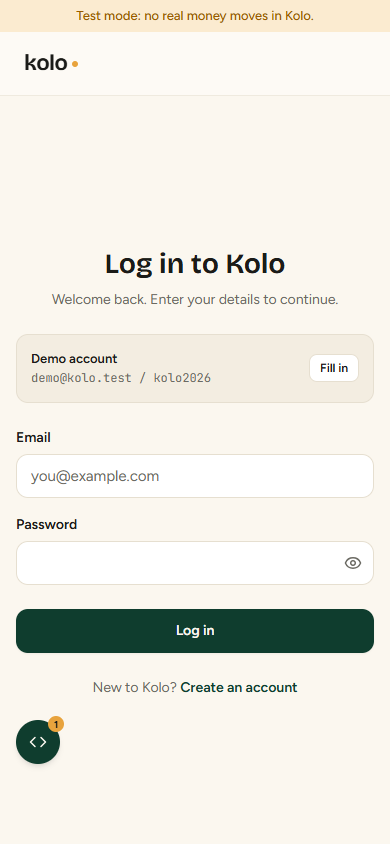 Test mode: no real money moves in Kolo.
kolo
Log in to Kolo
Welcome back. Enter your details to continue.
Demo account
demo@kolo.test / kolo2026
Fill in
Email
you@example.com
Password
Log in
New to Kolo? Create an account
1